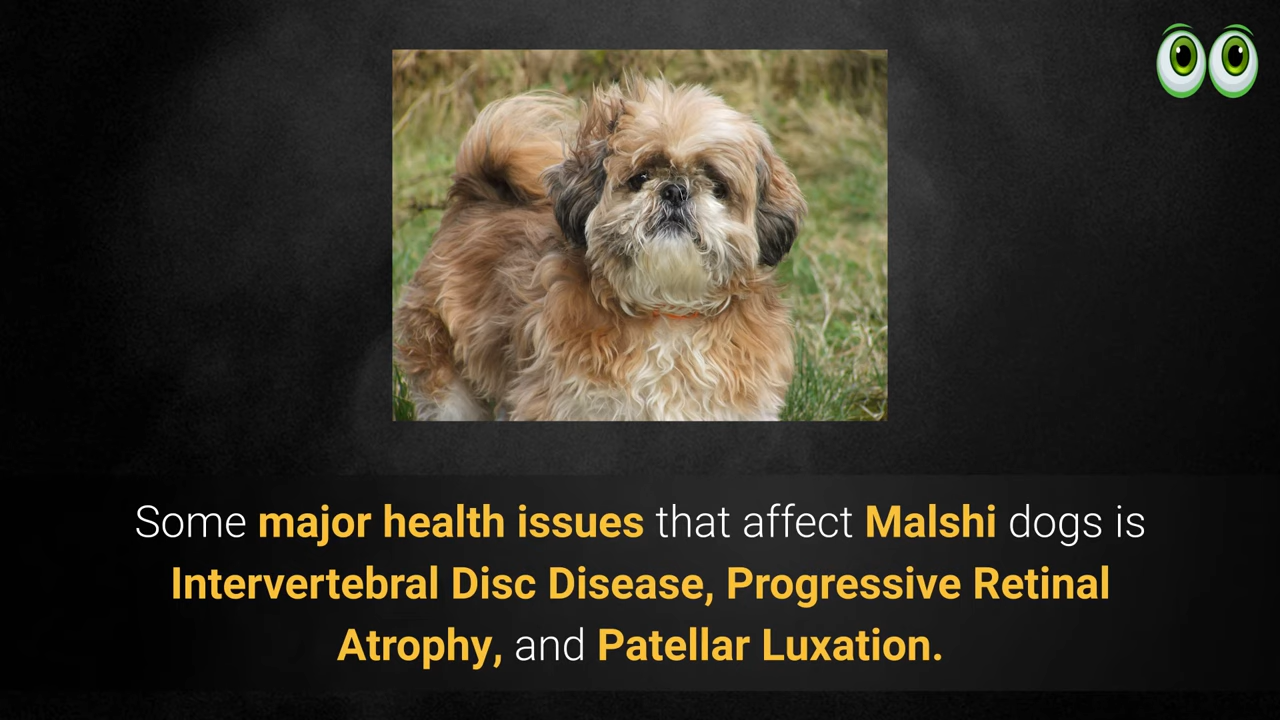 Some major health issues that affect Malshi dogs is
Intervertebral Disc Disease, Progressive Retinal
Atrophy, and Patellar Luxation.